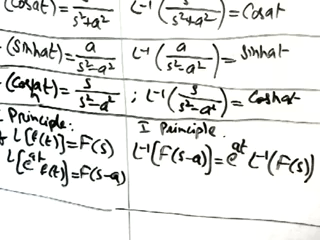 (Cosat) = s/(s²+a²)    L⁻¹(s/(s²+a²)) = Cosat
(Sinhat) = a/(s²-a²)    L⁻¹(a/(s²-a²)) = Sinhat
(Coshat) = s/(s²-a²) ; L⁻¹(s/(s²-a²)) = Coshat
I Principle:    I Principle.
L[f(t)] = F(s)    L⁻¹[F(s-a)] = e^at L⁻¹(F(s))
L[e^at f(t)] = F(s-a)